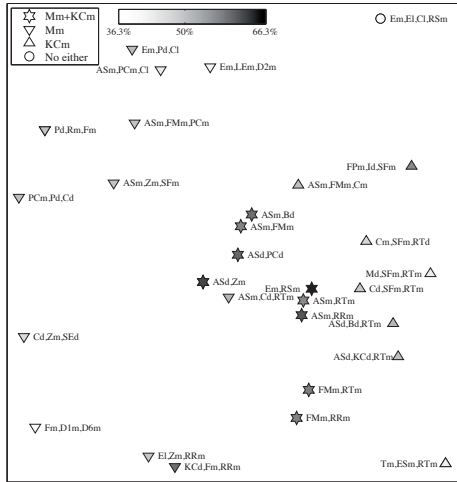 Mm+KCm
Mm
KCm
No either
36.3% 50% 66.3%
Em,El,Cl,RSm
Em,Pd,Cl
ASm,PCm,Cl
Em,LEm,D2m
ASm,FMm,PCm
Pd,Rm,Fm
FPm,Id,SFm
ASm,Zm,SFm
ASm,FMm,Cm
PCm,Pd,Cd
ASm,Bd
ASm,FMm
Cm,SFm,RTd
ASd,PCd
Md,SFm,RTm
ASd,Zm
Em,RSm
Cd,SFm,RTm
ASm,Cd,RTm
ASm,RTm
ASm,RRm
ASd,Bd,RTm
Cd,Zm,SEd
ASd,KCd,RTm
FMm,RTm
FMm,RRm
Fm,D1m,D6m
El,Zm,RRm
KCd,Fm,RRm
Tm,ESm,RTm